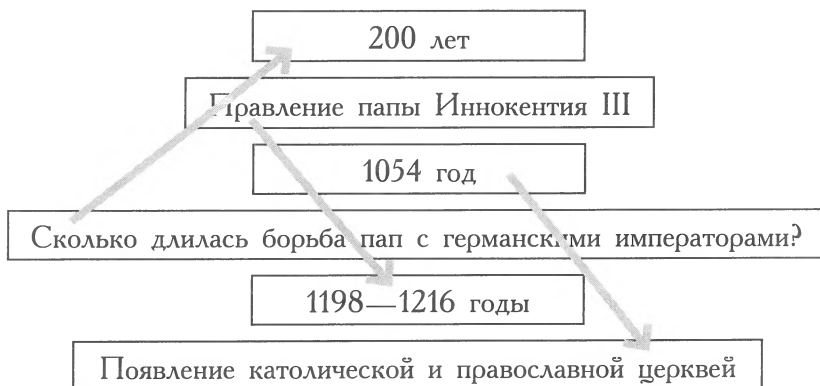 200 лет
Правление папы Иннокентия III
1054 год
Сколько длилась борьба пап с германскими императорами?
1198—1216 годы
Появление католической и православной церквей